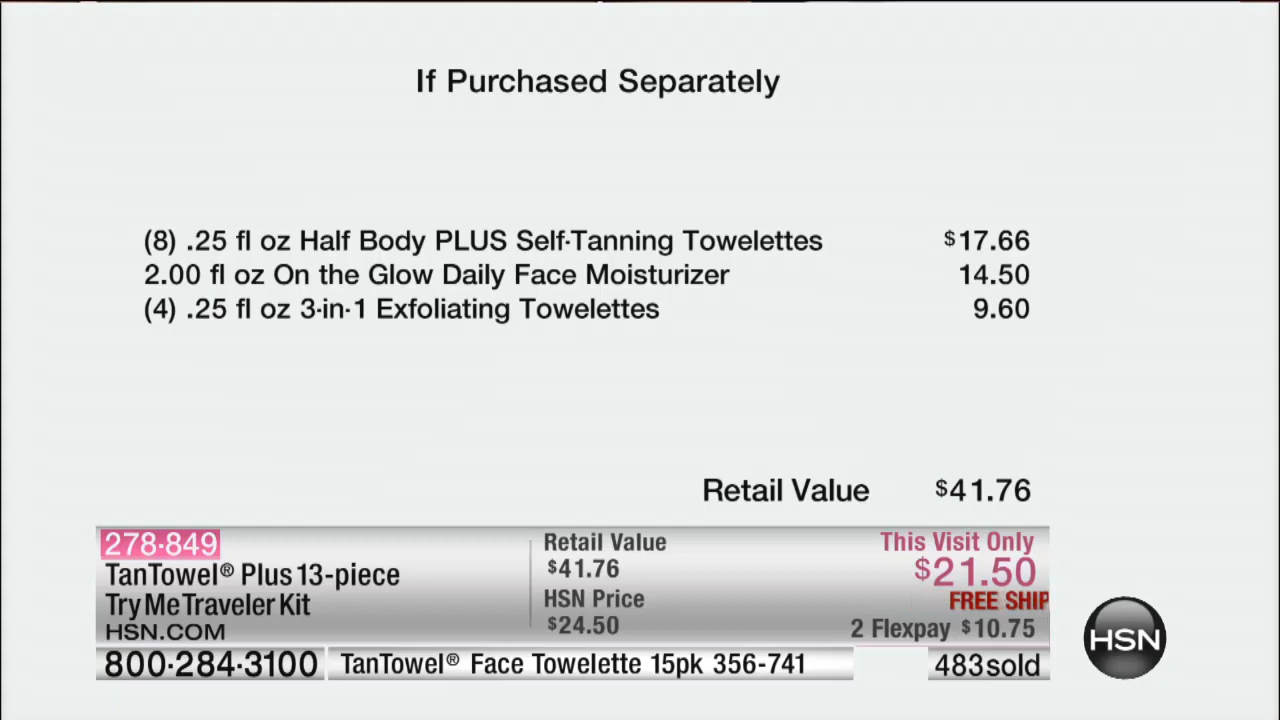 If Purchased Separately
(8) .25 fl oz Half Body PLUS Self-Tanning Towelettes $17.66
2.00 fl oz On the Glow Daily Face Moisturizer 14.50
(4) .25 fl oz 3-in-1 Exfoliating Towelettes 9.60
Retail Value $41.76
278-849
TanTowel® Plus 13-piece
Try Me Traveler Kit
HSN.COM
Retail Value
$41.76
HSN Price
$24.50
This Visit Only
$21.50
FREE SHIP
2 Flexpay $10.75
800-284-3100
TanTowel® Face Towelette 15pk 356-741
483 sold
HSN